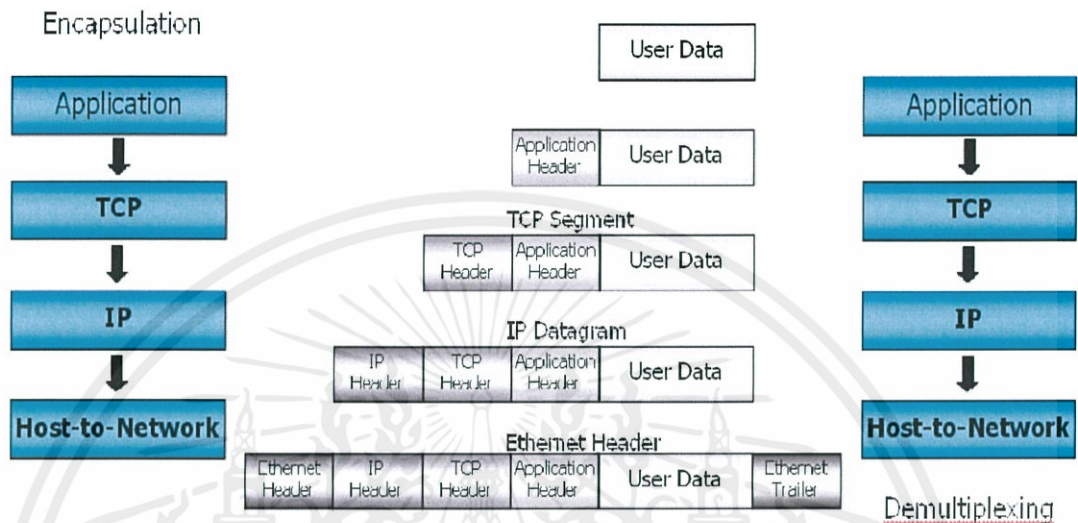 Encapsulation
Application
TCP
IP
Host-to-Network
User Data
Application
Header
User Data
TCP Segment
TCP
Header
Application
Header
User Data
IP Datagram
IP
Header
TCP
Header
Application
Header
User Data
Ethernet Header
Ethernet
Header
IP
Header
TCP
Header
Application
Header
User Data
Ethernet
Trailer
Application
TCP
IP
Host-to-Network
Demultiplexing